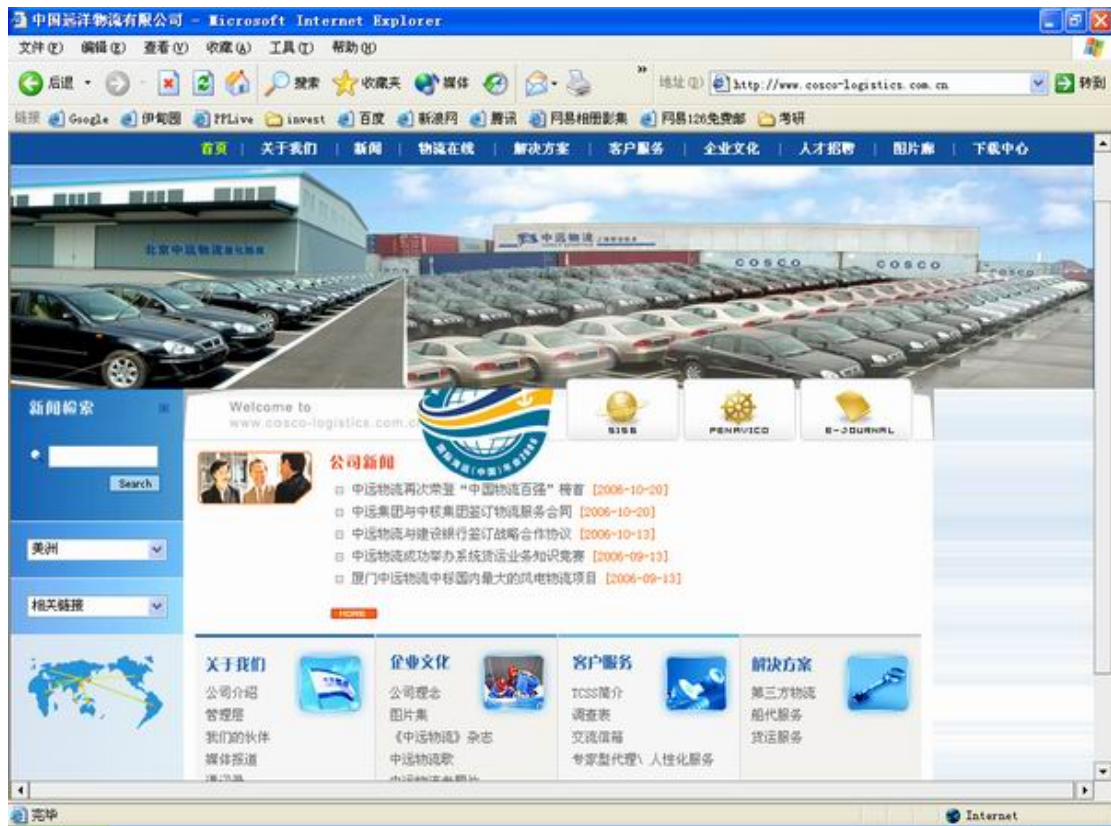 中国远洋物流有限公司 - Microsoft Internet Explorer
文件(F) 编辑(E) 查看(V) 收藏(A) 工具(T) 帮助(H)
后退 搜索 收藏夹 媒体 » 地址(D) http://www.cosco-logistics.com.cn 转到
链接 Google 伊甸园 PPLive invest 百度 新浪网 腾讯 网易相册影集 网易126免费邮 考研
首页 | 关于我们 | 新闻 | 物流在线 | 解决方案 | 客户服务 | 企业文化 | 人才招聘 | 图片廊 | 下载中心
中远物流
北京中远物流
COSCO COSCO COSCO
新闻检索
Search
美洲
相关链接
Welcome to
www.cosco-logistics.com.cn
国际海运(中国)年会2006
SISS PENAVICO E-JOURNAL
公司新闻
中远物流再次荣登“中国物流百强”榜首 [2006-10-20]
中远集团与中核集团签订物流服务合同 [2006-10-20]
中远物流与建设银行签订战略合作协议 [2006-10-13]
中远物流成功举办系统货运业务知识竞赛 [2006-09-13]
厦门中远物流中标国内最大的风电物流项目 [2006-09-13]
HOME
关于我们
公司介绍
管理层
我们的伙伴
媒体报道
企业文化
公司理念
图片集
《中远物流》杂志
中远物流歌
客户服务
TCSS简介
调查表
交流信箱
专家型代理\ 人性化服务
解决方案
第三方物流
船代服务
货运服务
完毕
Internet